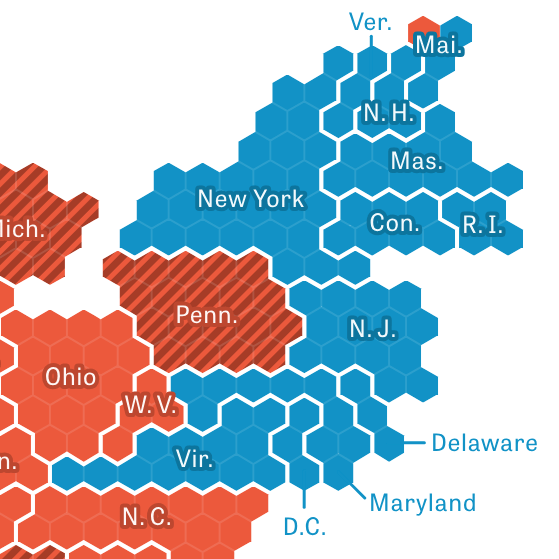 Ver.
Mai.
N. H.
Mas.
New York
Con.
R. I.
lich.
Penn.
N. J.
Ohio
W. V.
Delaware
Vir.
n.
Maryland
N. C.
D.C.